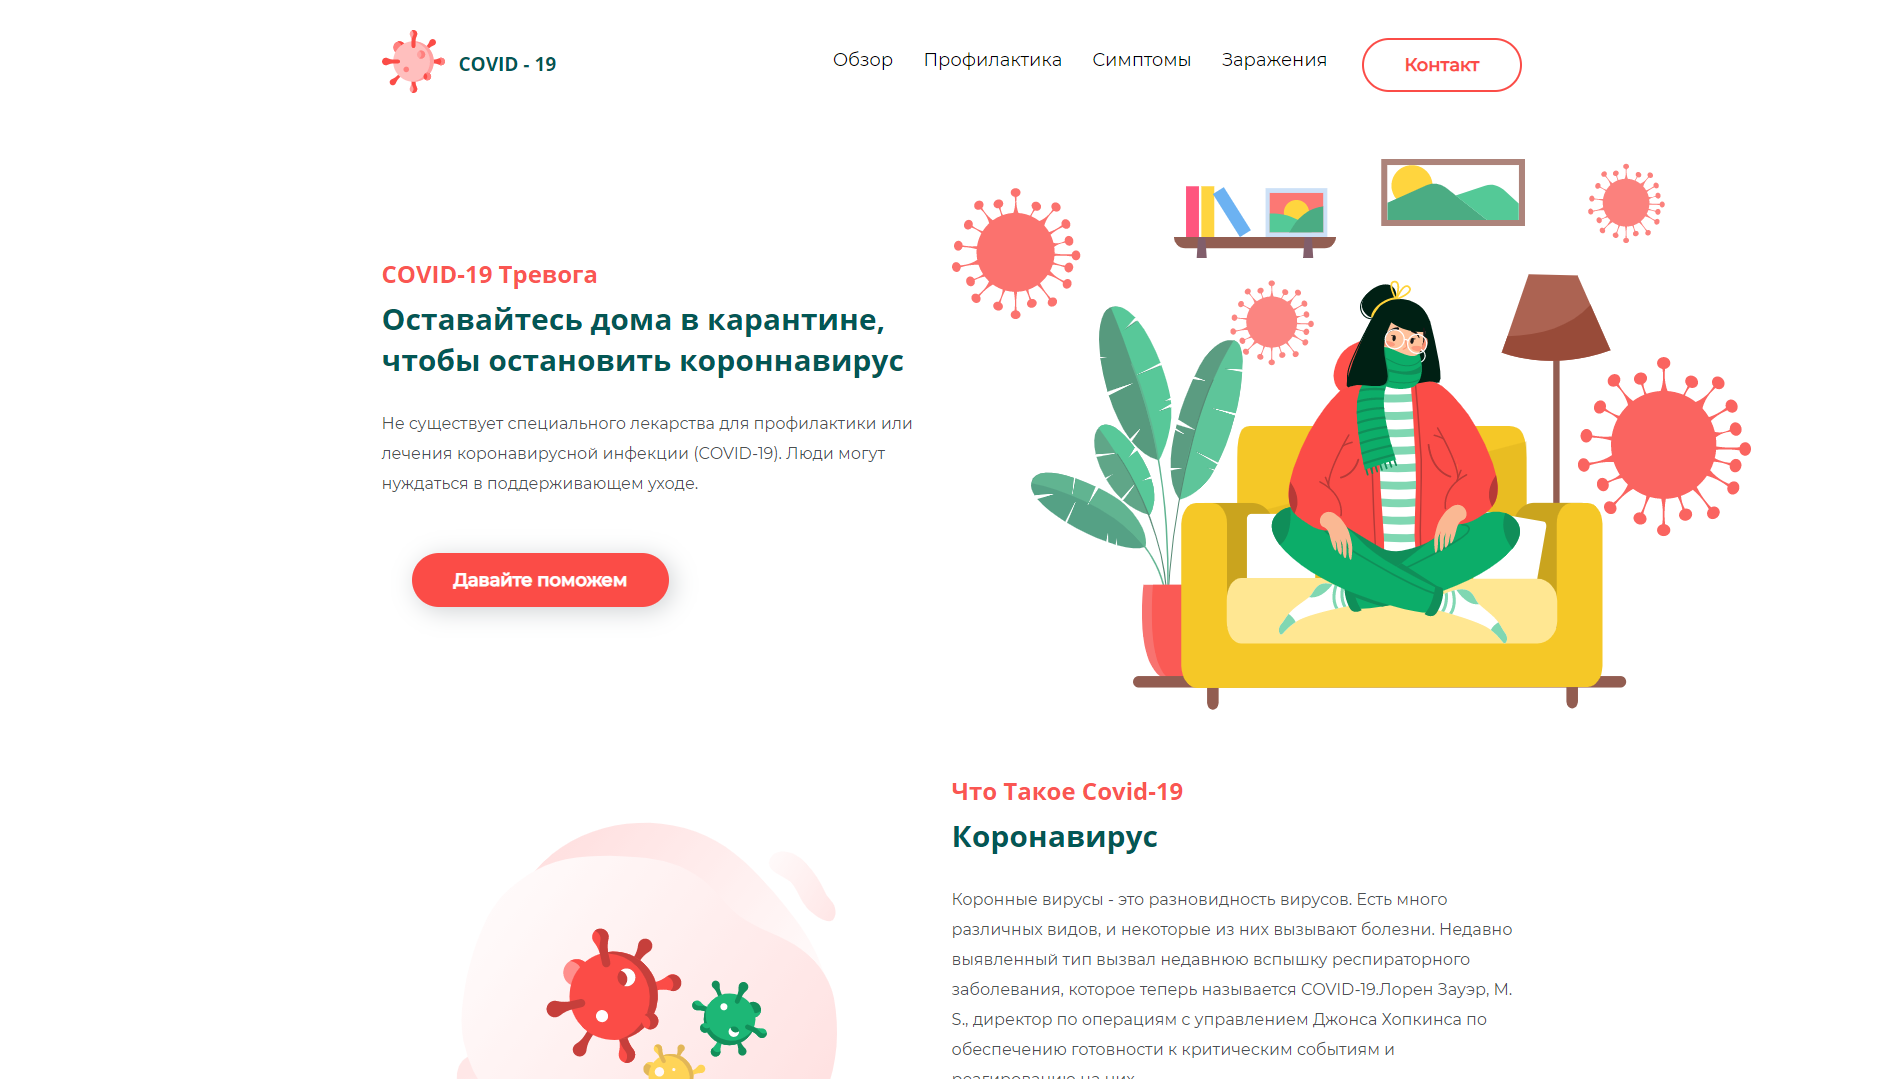 COVID - 19
Обзор
Профилактика
Симптомы
Заражения
Контакт
COVID-19 Тревога
Оставайтесь дома в карантине,
чтобы остановить короннавирус
Не существует специального лекарства для профилактики или
лечения коронавирусной инфекции (COVID-19). Люди могут
нуждаться в поддерживающем уходе.
Давайте поможем
Что Такое Covid-19
Коронавирус
Коронные вирусы - это разновидность вирусов. Есть много
различных видов, и некоторые из них вызывают болезни. Недавно
выявленный тип вызвал недавнюю вспышку респираторного
заболевания, которое теперь называется COVID-19.Лорен Зауэр, М.
S., директор по операциям с управлением Джонса Хопкинса по
обеспечению готовности к критическим событиям и
реагированию на них